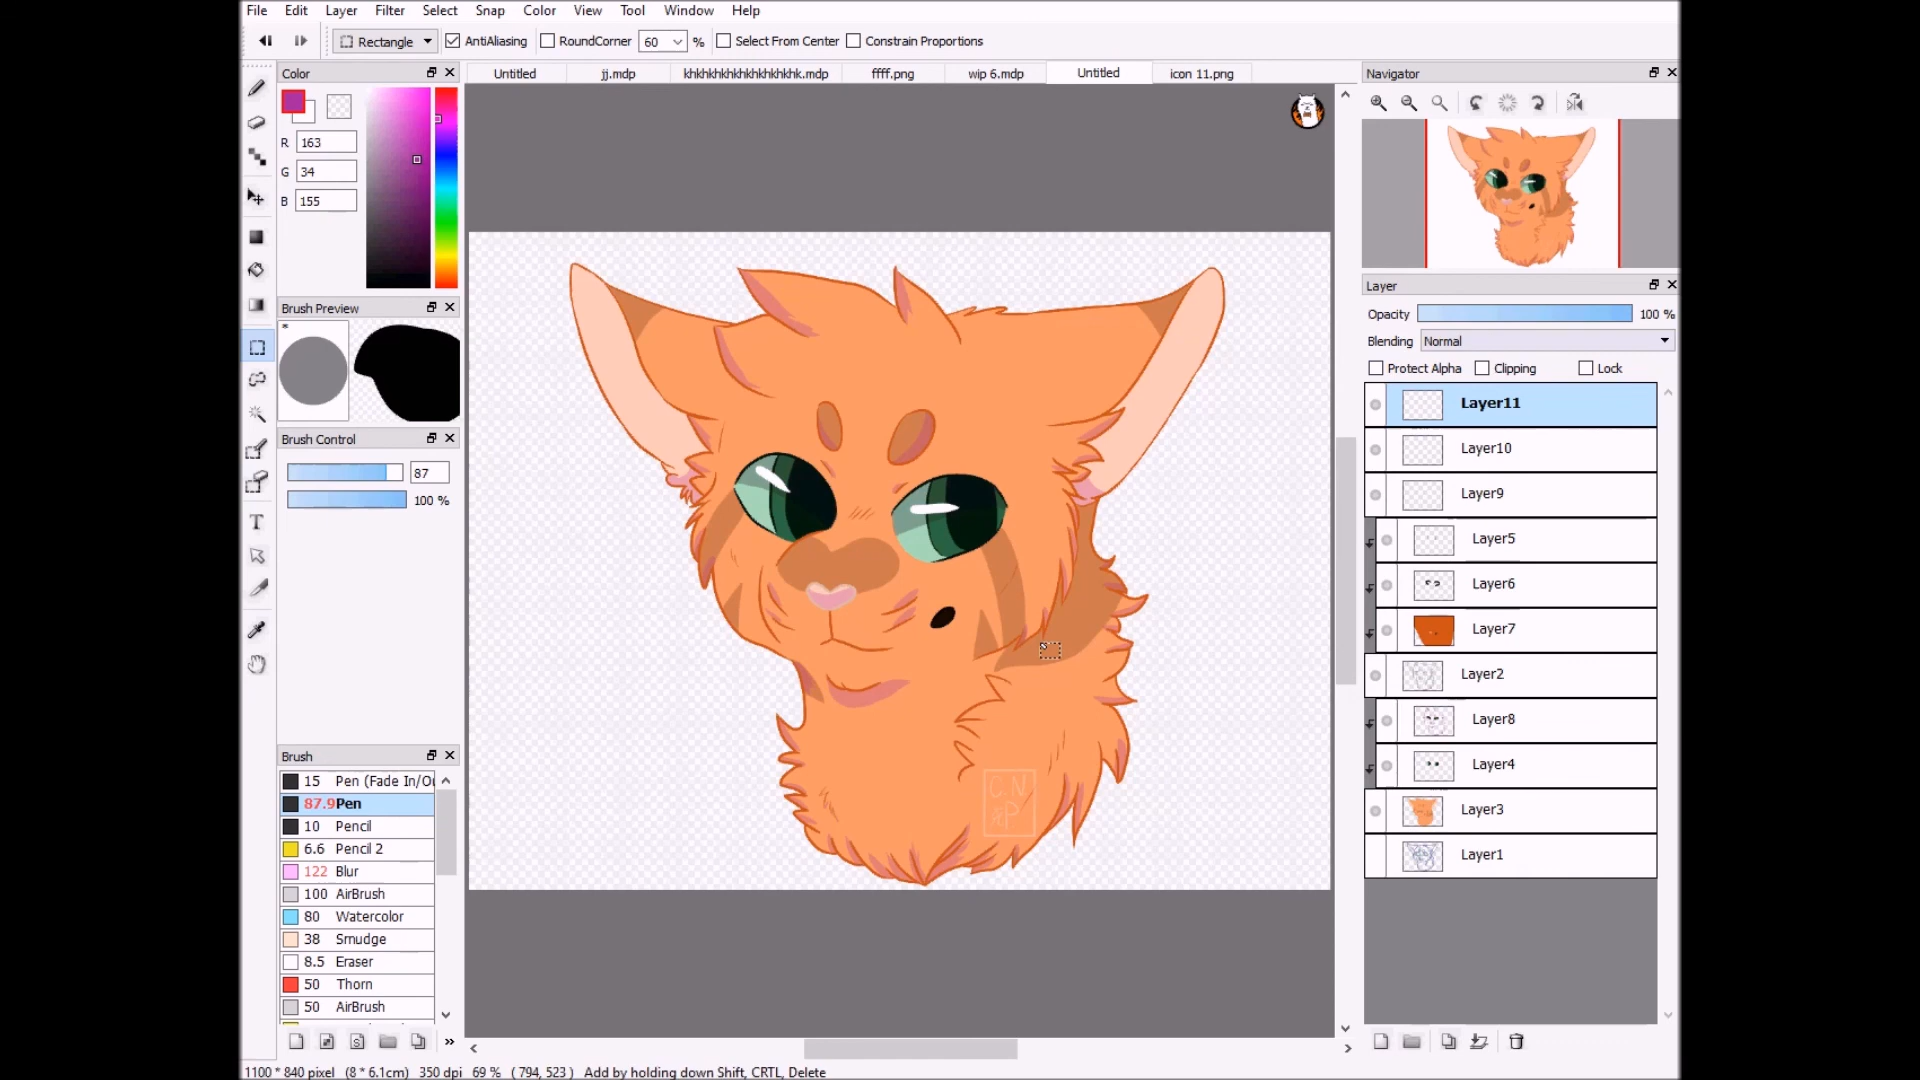 File Edit Layer Filter Select Snap Color View Tool Window Help
Rectangle AntiAliasing RoundCorner 60 % Select From Center Constrain Proportions
Color
R 163
G 34
B 155
Brush Preview
*
Brush Control
87
100 %
Brush
15 Pen (Fade In/Ou
87.9 Pen
10 Pencil
6.6 Pencil 2
122 Blur
100 AirBrush
80 Watercolor
38 Smudge
8.5 Eraser
50 Thorn
50 AirBrush
Untitled jj.mdp khkhkhkhkhkhkhkhk.mdp ffff.png wip 6.mdp Untitled icon 11.png
C.N
P
Navigator
Layer
Opacity 100 %
Blending Normal
Protect Alpha Clipping Lock
Layer11
Layer10
Layer9
Layer5
Layer6
Layer7
Layer2
Layer8
Layer4
Layer3
Layer1
1100 * 840 pixel (8 * 6.1cm) 350 dpi 69 % ( 794, 523 ) Add by holding down Shift, CRTL, Delete